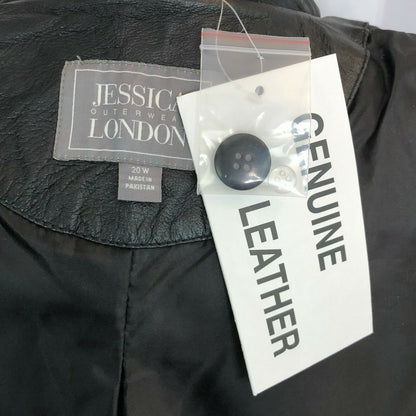 JESSICA
OUTERWEAR
LONDON
20 W
MADE IN
PAKISTAN
GENUINE
LEATHER